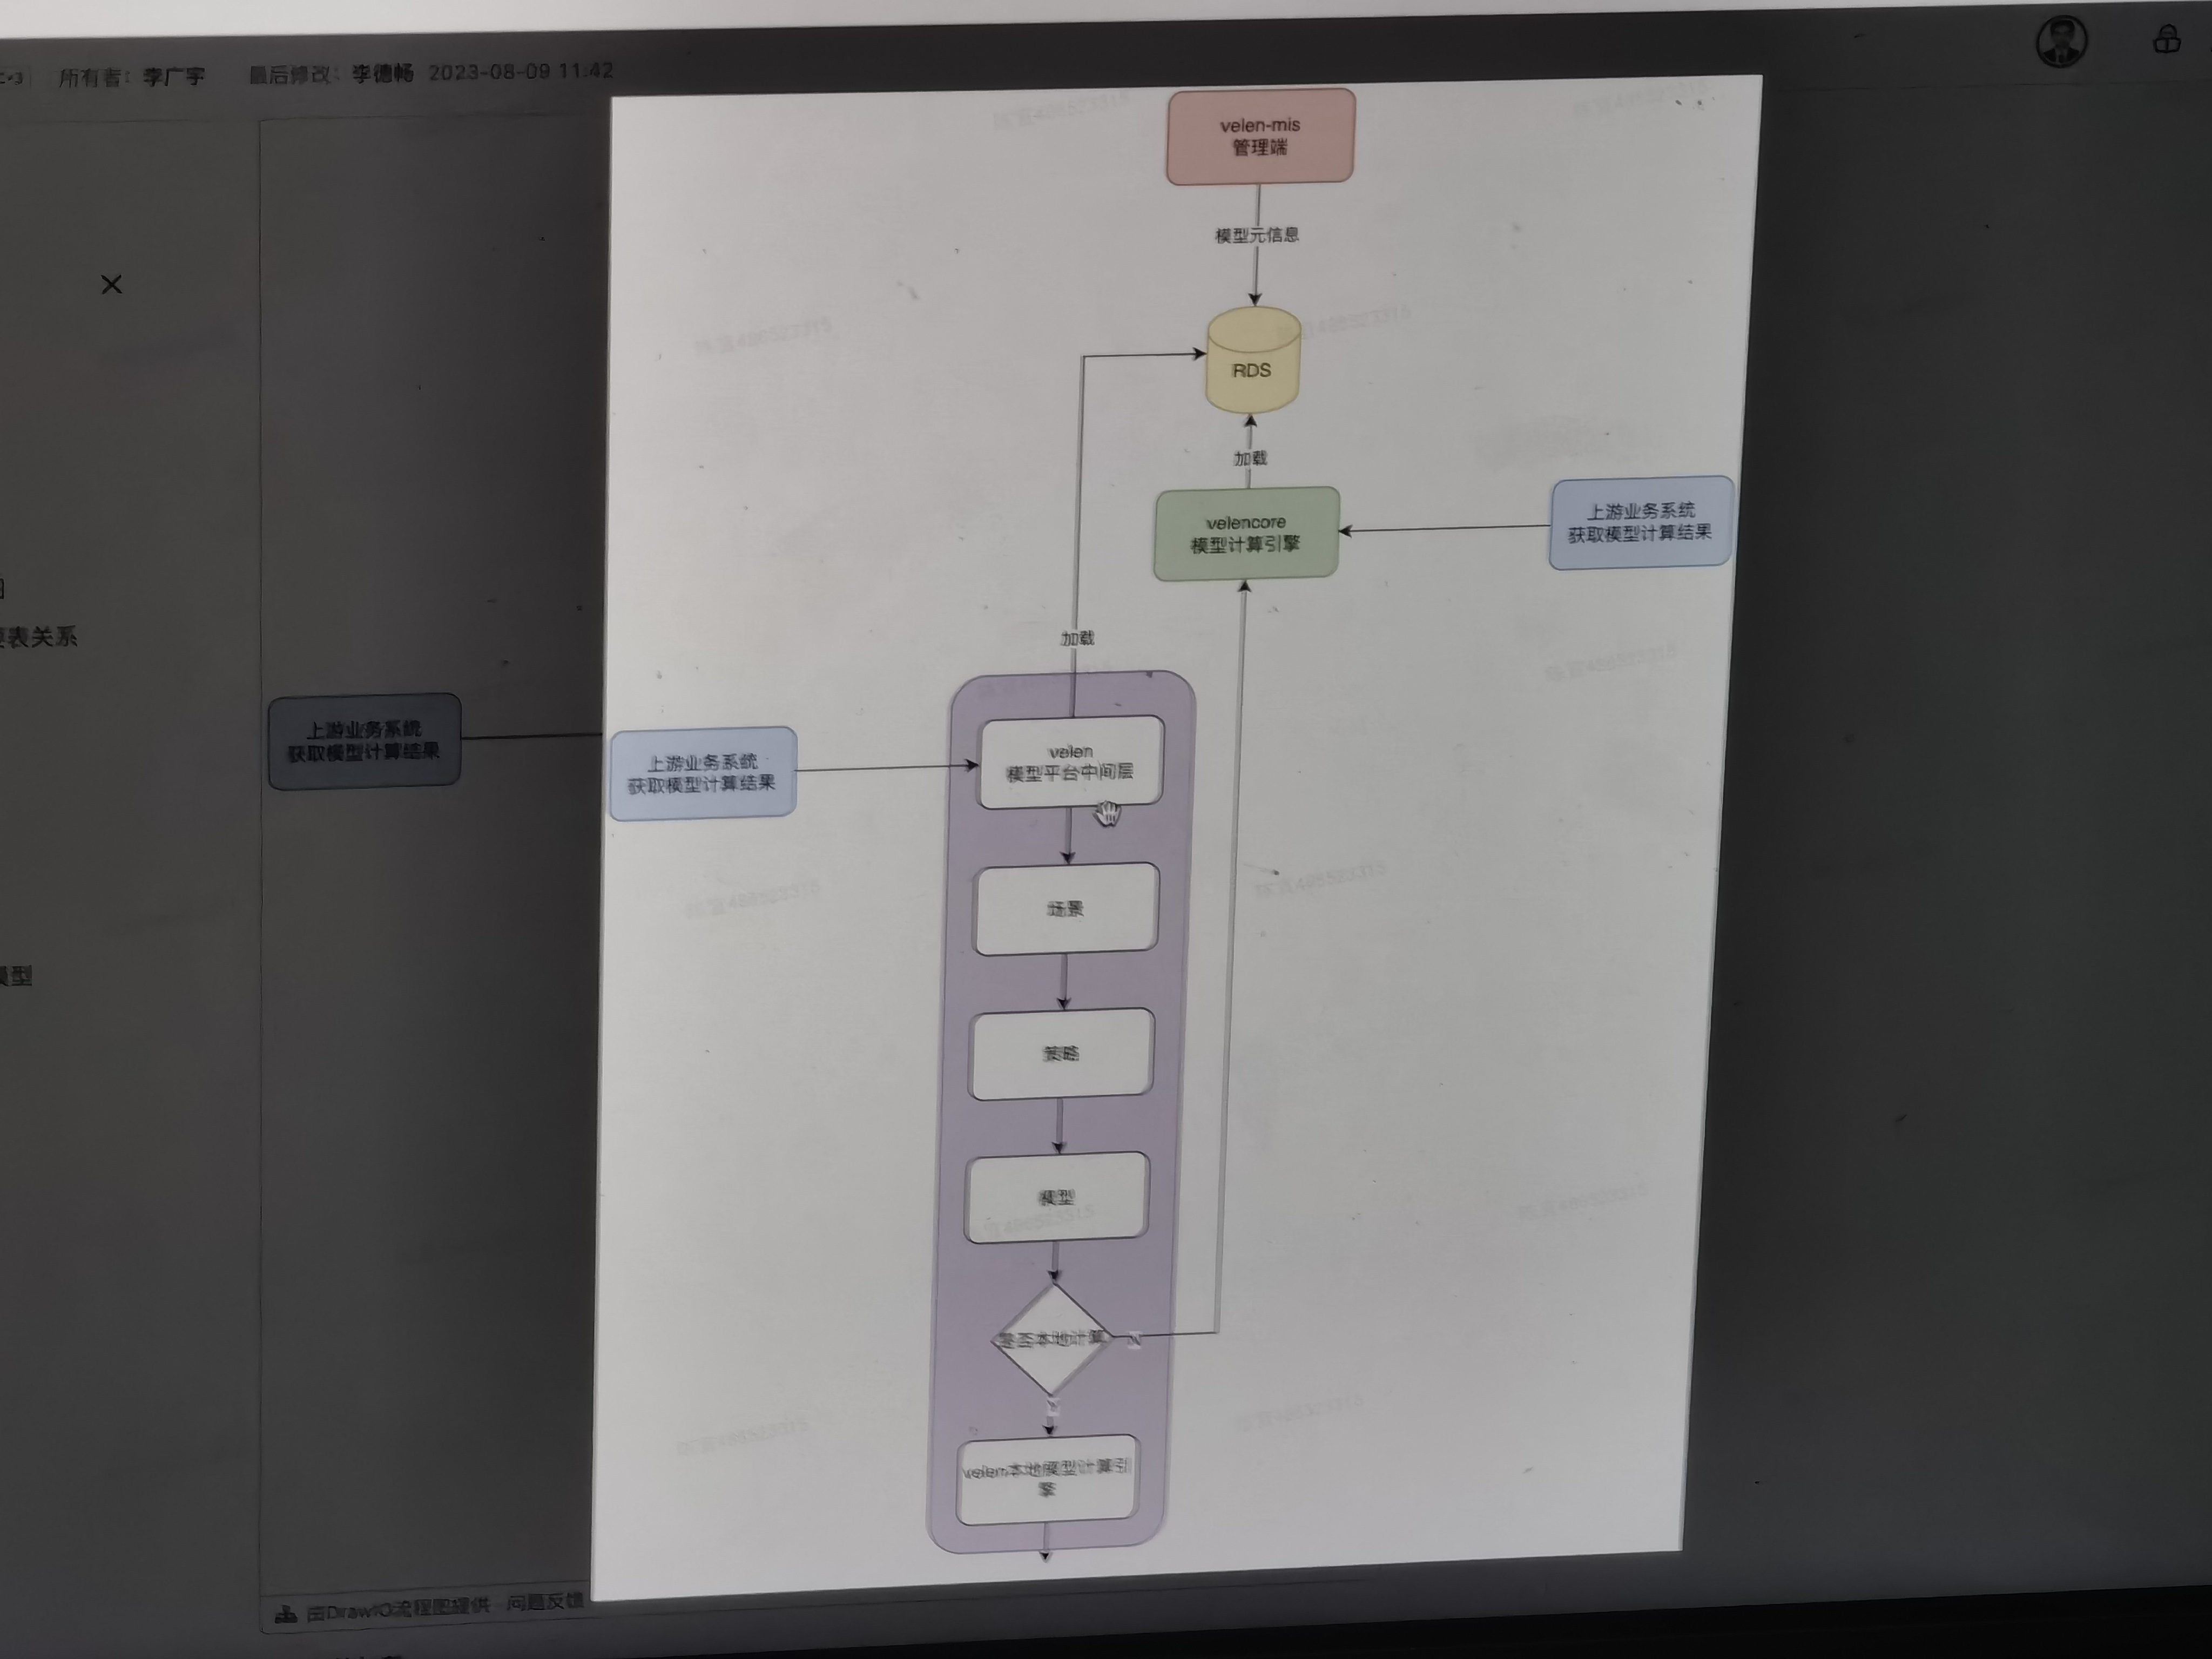 所有者：李广宇 最后修改：李德畅 2023-08-09 11:42
velen-mis
管理端
模型元信息
RDS
加载
velencore
模型计算引擎
上游业务系统
获取模型计算结果
表关系
加载
上游业务系统
获取模型计算结果
上游业务系统
获取模型计算结果
velen
模型平台中间层
场景
策略
型
模型
是否本地计算
velen本地模型计算引
擎
由DrawIO流程图提供 问题反馈